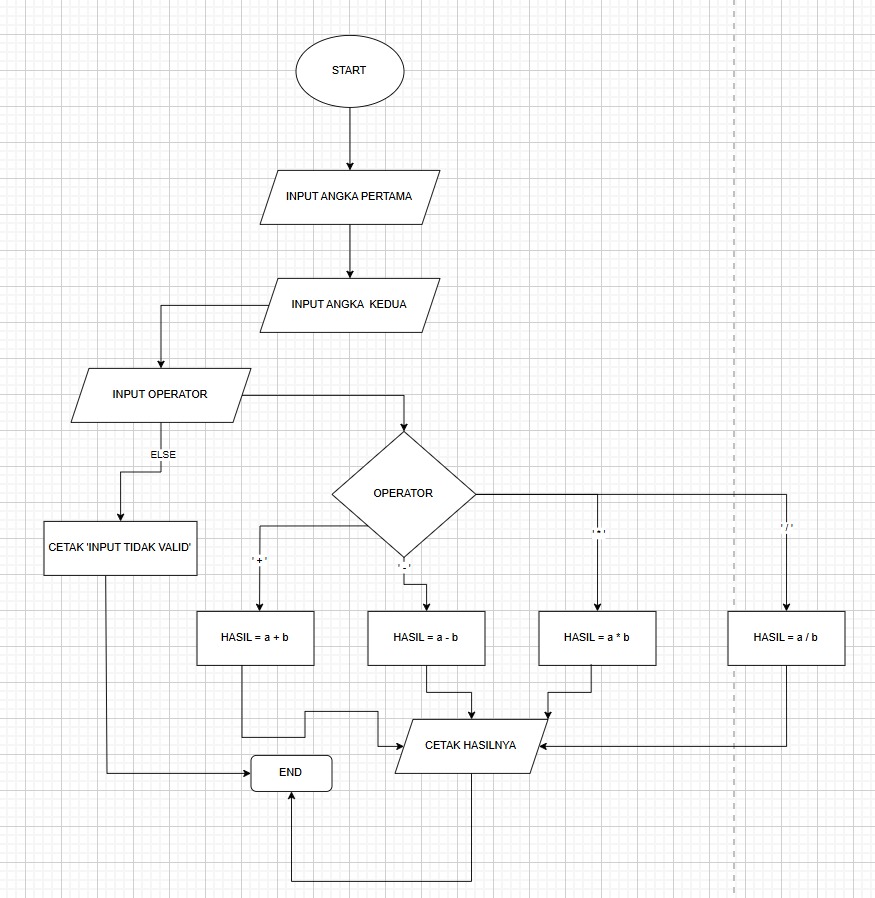 START
INPUT ANGKA PERTAMA
INPUT ANGKA  KEDUA
INPUT OPERATOR
ELSE
OPERATOR
CETAK 'INPUT TIDAK VALID'
'+'
'-'
'*'
'/'
HASIL = a + b
HASIL = a - b
HASIL = a * b
HASIL = a / b
CETAK HASILNYA
END